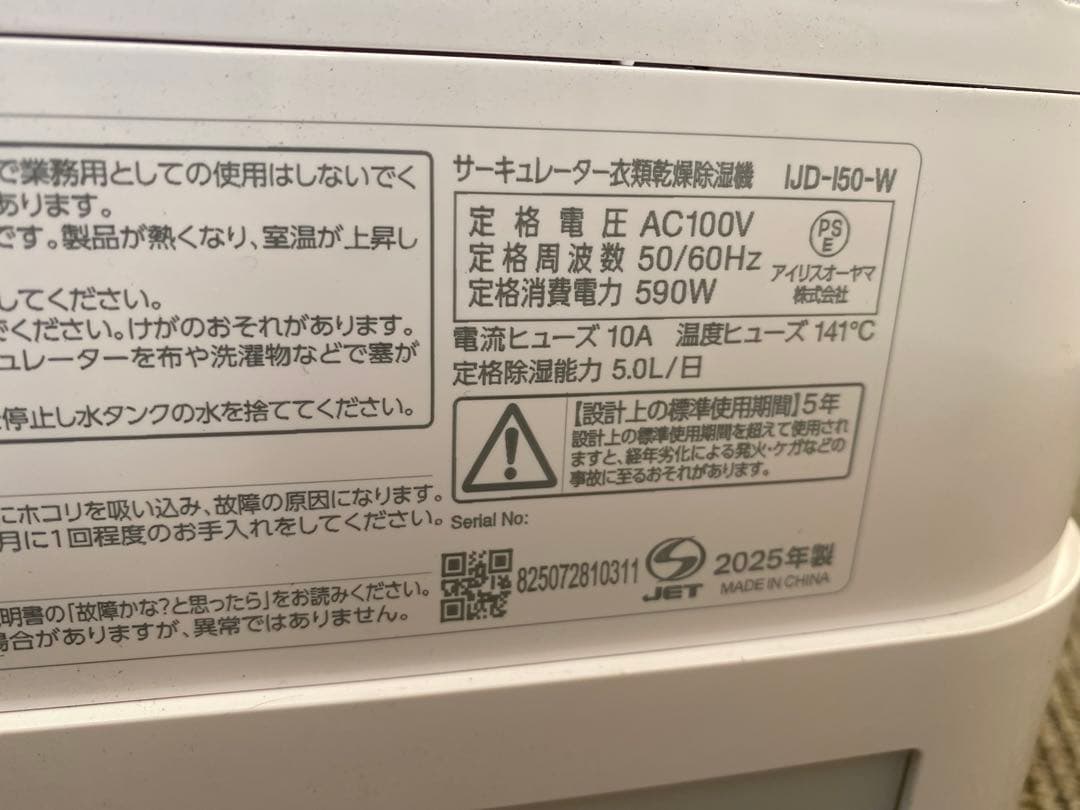 で業務用としての使用はしないでく
あります。
です。製品が熱くなり、室温が上昇し
してください。
でください。けがのおそれがあります。
ュレーターを布や洗濯物などで塞が
停止し水タンクの水を捨ててください。
にホコリを吸い込み、故障の原因になります。
月に1回程度のお手入れをしてください。
明書の「故障かな?と思ったら」をお読みください。
場合がありますが、異常ではありません。
サーキュレーター衣類乾燥除湿機 IJD-I50-W
定格電圧 AC100V
定格周波数 50/60Hz
定格消費電力 590W
PS
E
アイリスオーヤマ
株式会社
電流ヒューズ 10A 温度ヒューズ 141℃
定格除湿能力 5.0L/日
【設計上の標準使用期間】5年
設計上の標準使用期間を超えて使用され
ますと、経年劣化による発火・ケガなどの
事故に至るおそれがあります。
Serial No:
825072810311
JET
2025年製
MADE IN CHINA